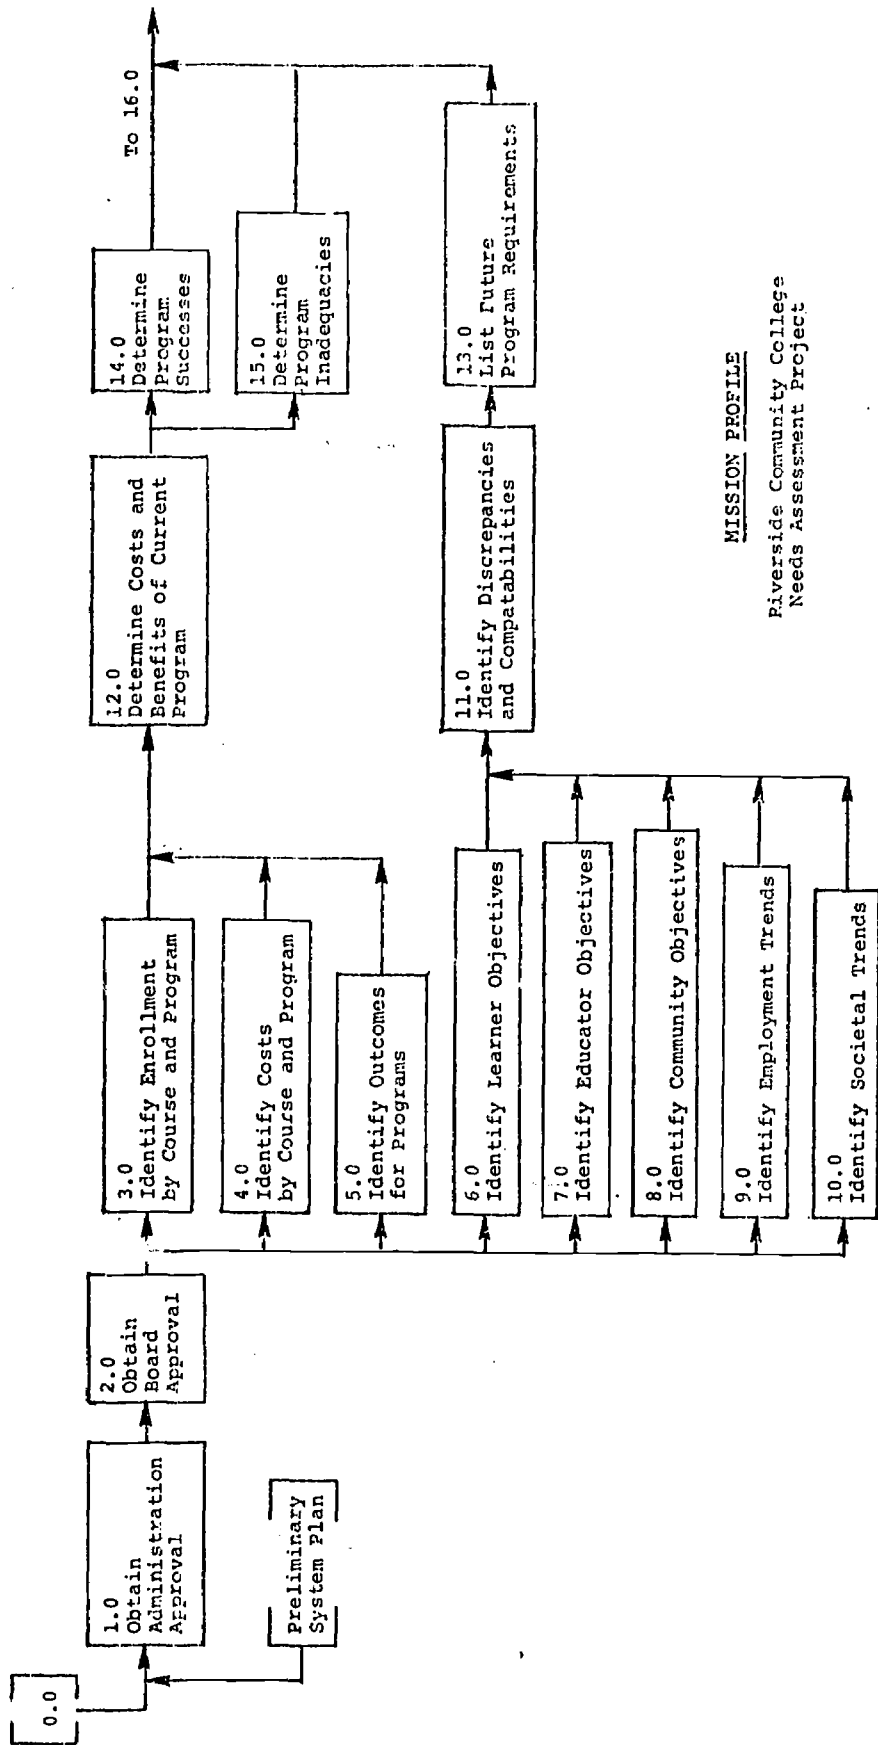 0.0
Preliminary
System Plan
1.0
Obtain
Administration
Approval
2.0
Obtain
Board
Approval
3.0
Identify Enrollment
by Course and Program
4.0
Identify Costs
by Course and Program
5.0
Identify Outcomes
for Programs
6.0
Identify Learner Objectives
7.0
Identify Educator Objectives
8.0
Identify Community Objectives
9.0
Identify Employment Trends
10.0
Identify Societal Trends
12.0
Determine Costs and
Benefits of Current
Program
11.0
Identify Discrepancies
and Compatabilities
14.0
Determine
Program
Successes
15.0
Determine
Program
Inadequacies
13.0
List Future
Program Requirements
To 16.0
MISSION PROFILE
Riverside Community College
Needs Assessment Project